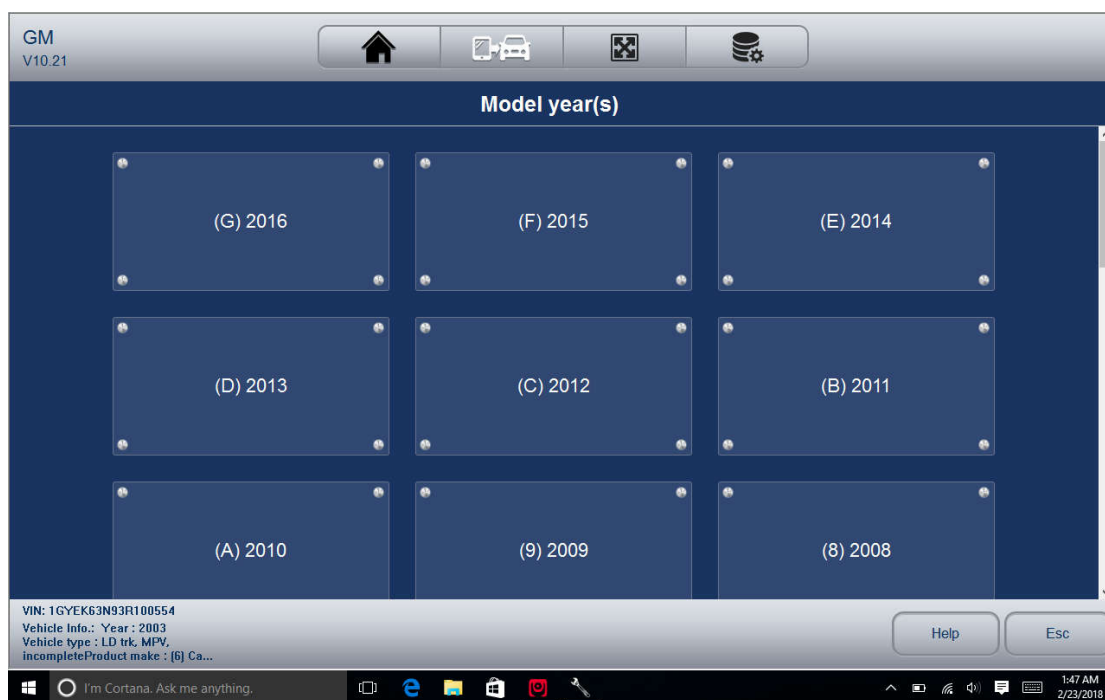 GM
V10.21
Model year(s)
(G) 2016
(F) 2015
(E) 2014
(D) 2013
(C) 2012
(B) 2011
(A) 2010
(9) 2009
(8) 2008
VIN: 1GYEK63N93R100554
Vehicle Info.: Year : 2003
Vehicle type : LD trk, MPV,
incompleteProduct make : (6) Ca...
Help
Esc
I'm Cortana. Ask me anything.
1:47 AM
2/23/2018